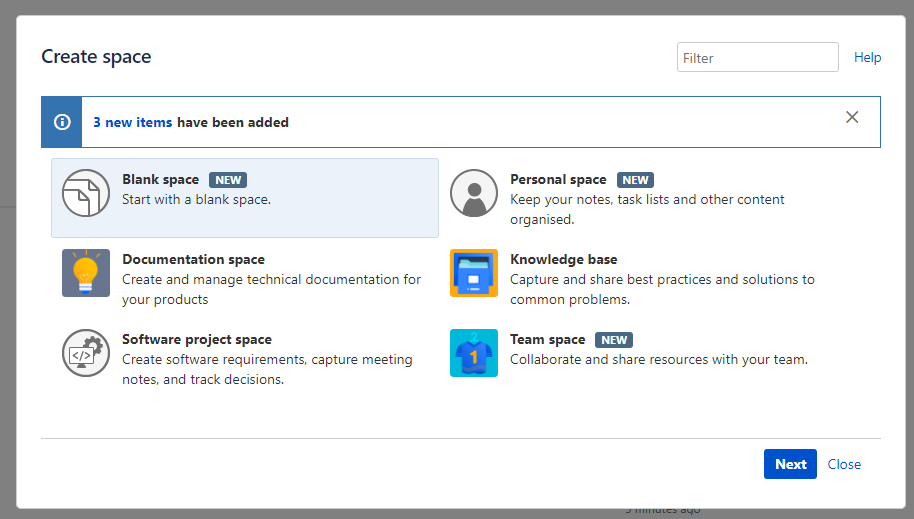 Create space
Filter
Help
3 new items have been added
Blank space NEW
Start with a blank space.
Personal space NEW
Keep your notes, task lists and other content
organised.
Documentation space
Create and manage technical documentation for
your products
Knowledge base
Capture and share best practices and solutions to
common problems.
Software project space
Create software requirements, capture meeting
notes, and track decisions.
1
Team space NEW
Collaborate and share resources with your team.
Next
Close
minutes ago